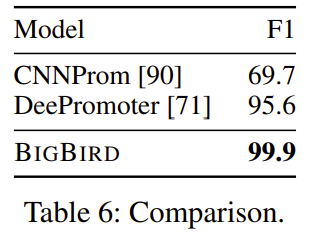 Model F1
CNNProm [90] 69.7
DeePromoter [71] 95.6
BIGBIRD 99.9
Table 6: Comparison.